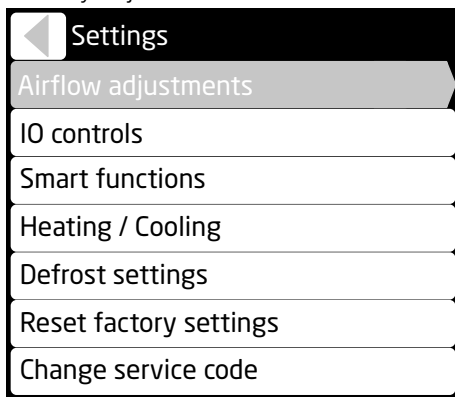 Settings
Airflow adjustments
IO controls
Smart functions
Heating / Cooling
Defrost settings
Reset factory settings
Change service code